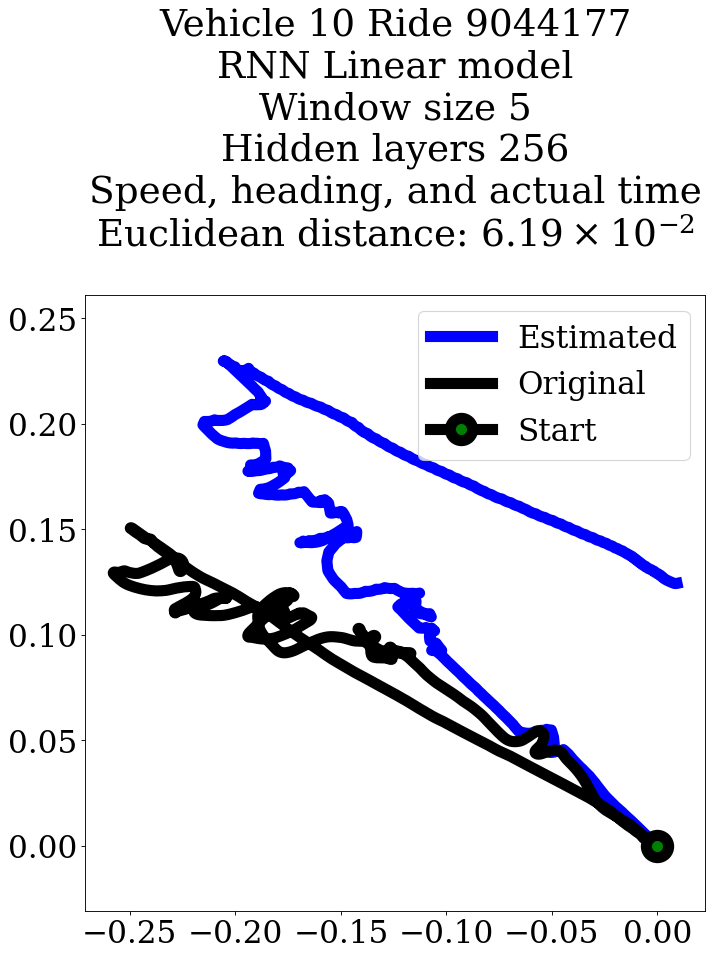 Vehicle 10 Ride 9044177
RNN Linear model
Window size 5
Hidden layers 256
Speed, heading, and actual time
Euclidean distance: 6.19 × 10⁻²
Estimated
Original
Start
0.25
0.20
0.15
0.10
0.05
0.00
−0.25 −0.20 −0.15 −0.10 −0.05 0.00